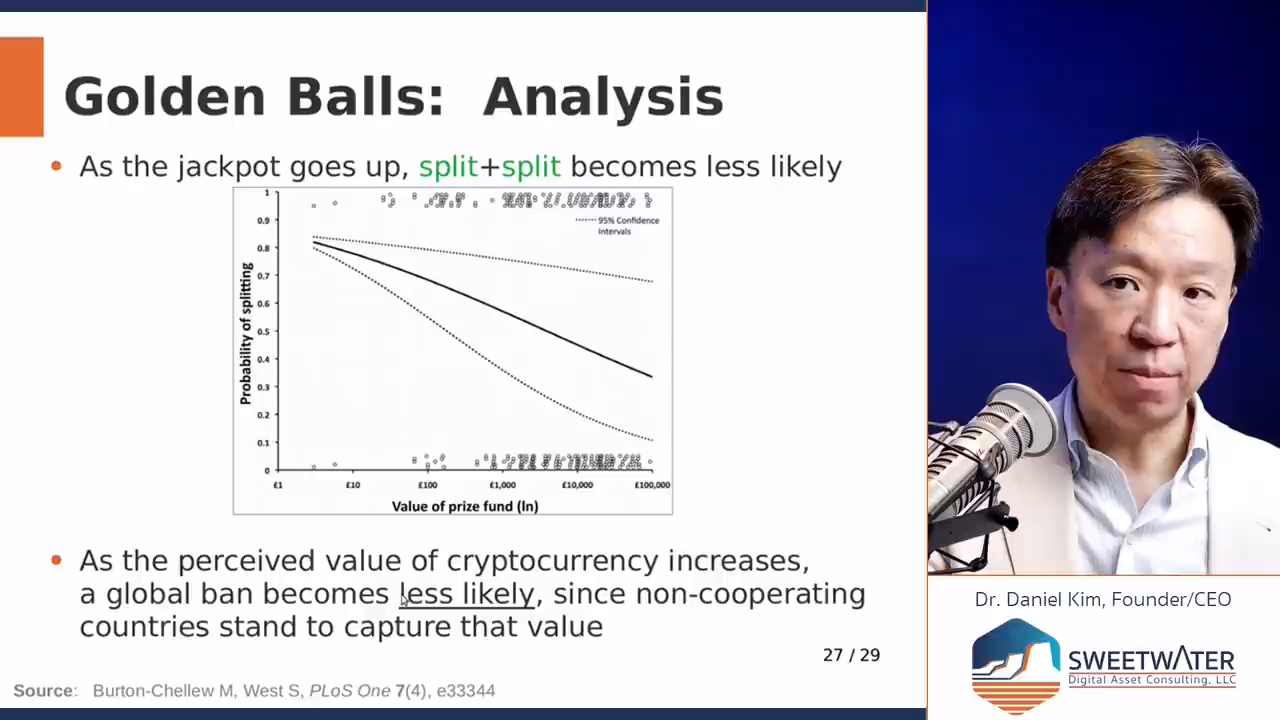 Golden Balls: Analysis
• As the jackpot goes up, split+split becomes less likely
1
0.9
0.8
0.7
0.6
0.5
0.4
0.3
0.2
0.1
0
Probability of splitting
95% Confidence
Intervals
£1 £10 £100 £1,000 £10,000 £100,000
Value of prize fund (ln)
• As the perceived value of cryptocurrency increases,
a global ban becomes less likely, since non-cooperating
countries stand to capture that value
27 / 29
Source: Burton-Chellew M, West S, PLoS One 7(4), e33344
Dr. Daniel Kim, Founder/CEO
SWEETWATER
Digital Asset Consulting, LLC